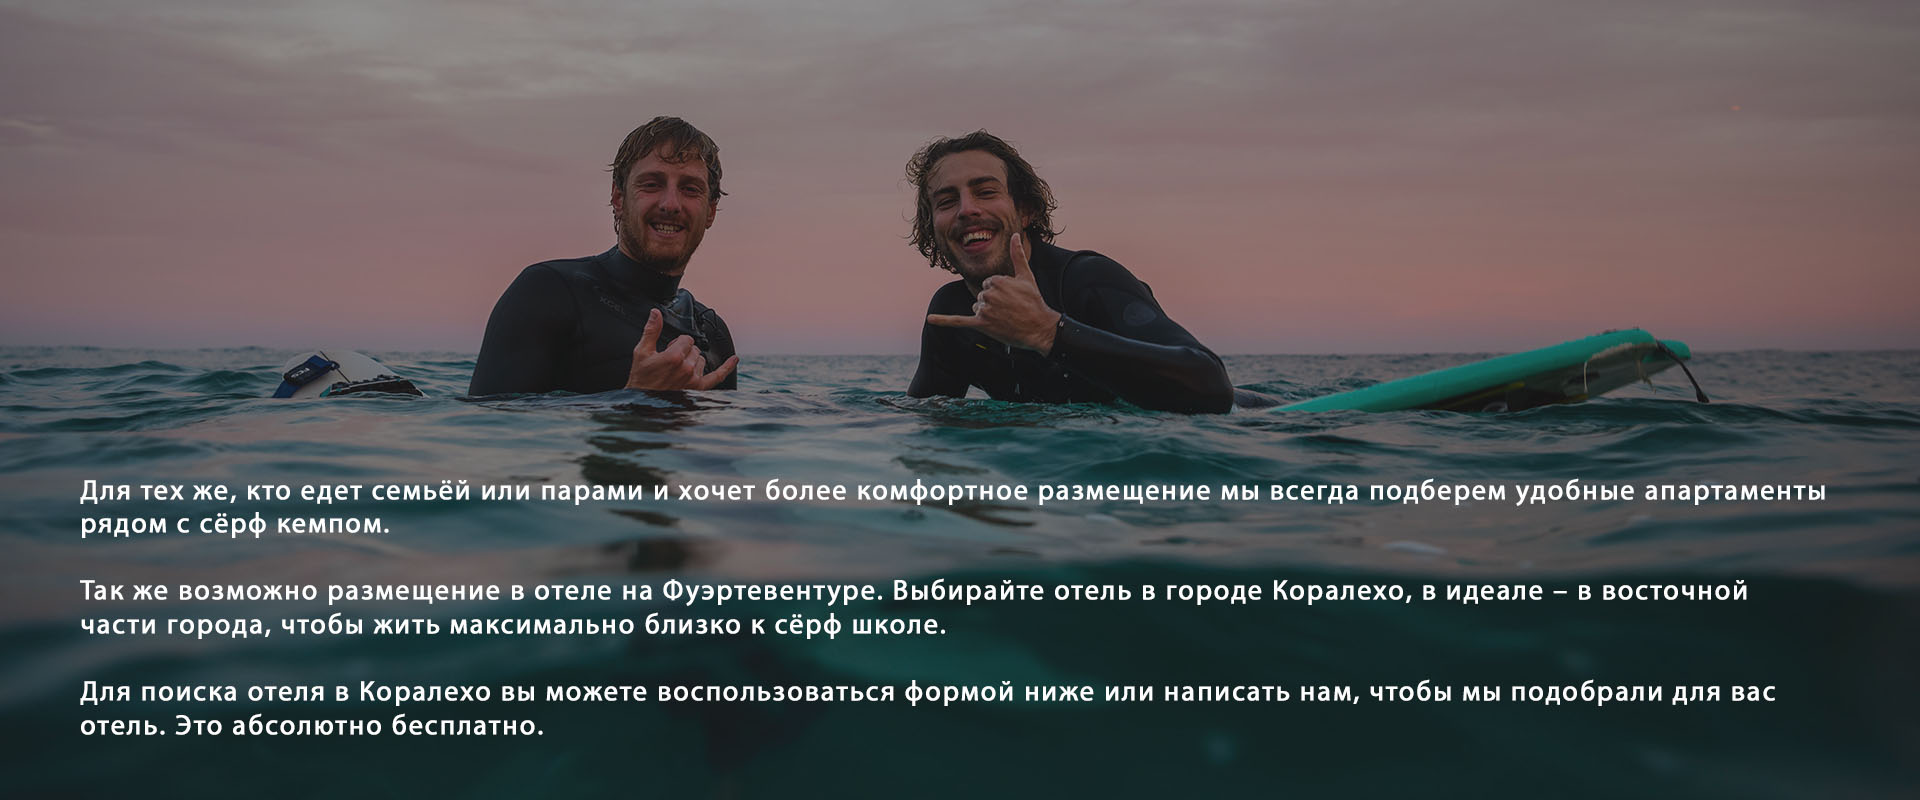 Для тех же, кто едет семьёй или парами и хочет более комфортное размещение мы всегда подберем удобные апартаменты
рядом с сёрф кемпом.
Так же возможно размещение в отеле на Фуэртевентуре. Выбирайте отель в городе Коралехо, в идеале – в восточной
части города, чтобы жить максимально близко к сёрф школе.
Для поиска отеля в Коралехо вы можете воспользоваться формой ниже или написать нам, чтобы мы подобрали для вас
отель. Это абсолютно бесплатно.